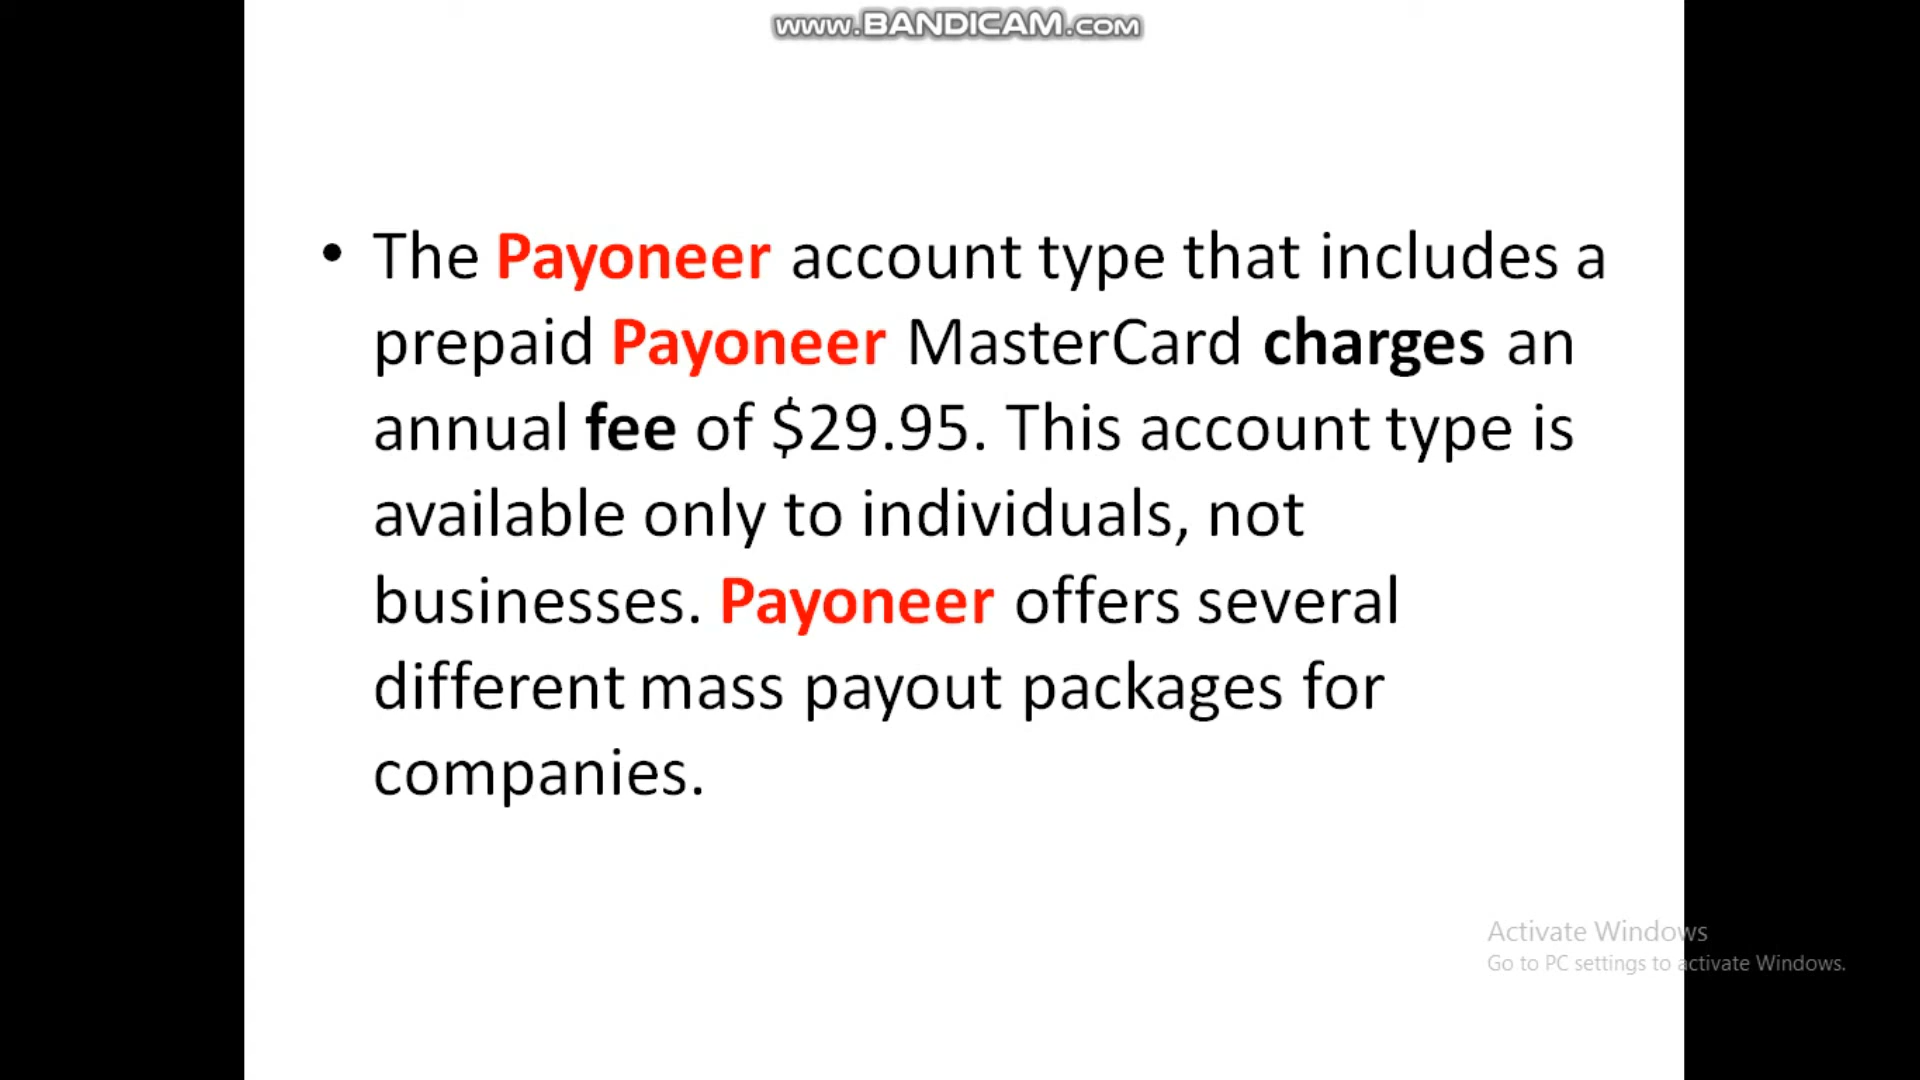 www.BANDICAM.com
• The Payoneer account type that includes a
prepaid Payoneer MasterCard charges an
annual fee of $29.95. This account type is
available only to individuals, not
businesses. Payoneer offers several
different mass payout packages for
companies.
Activate Windows
Go to PC settings to activate Windows.